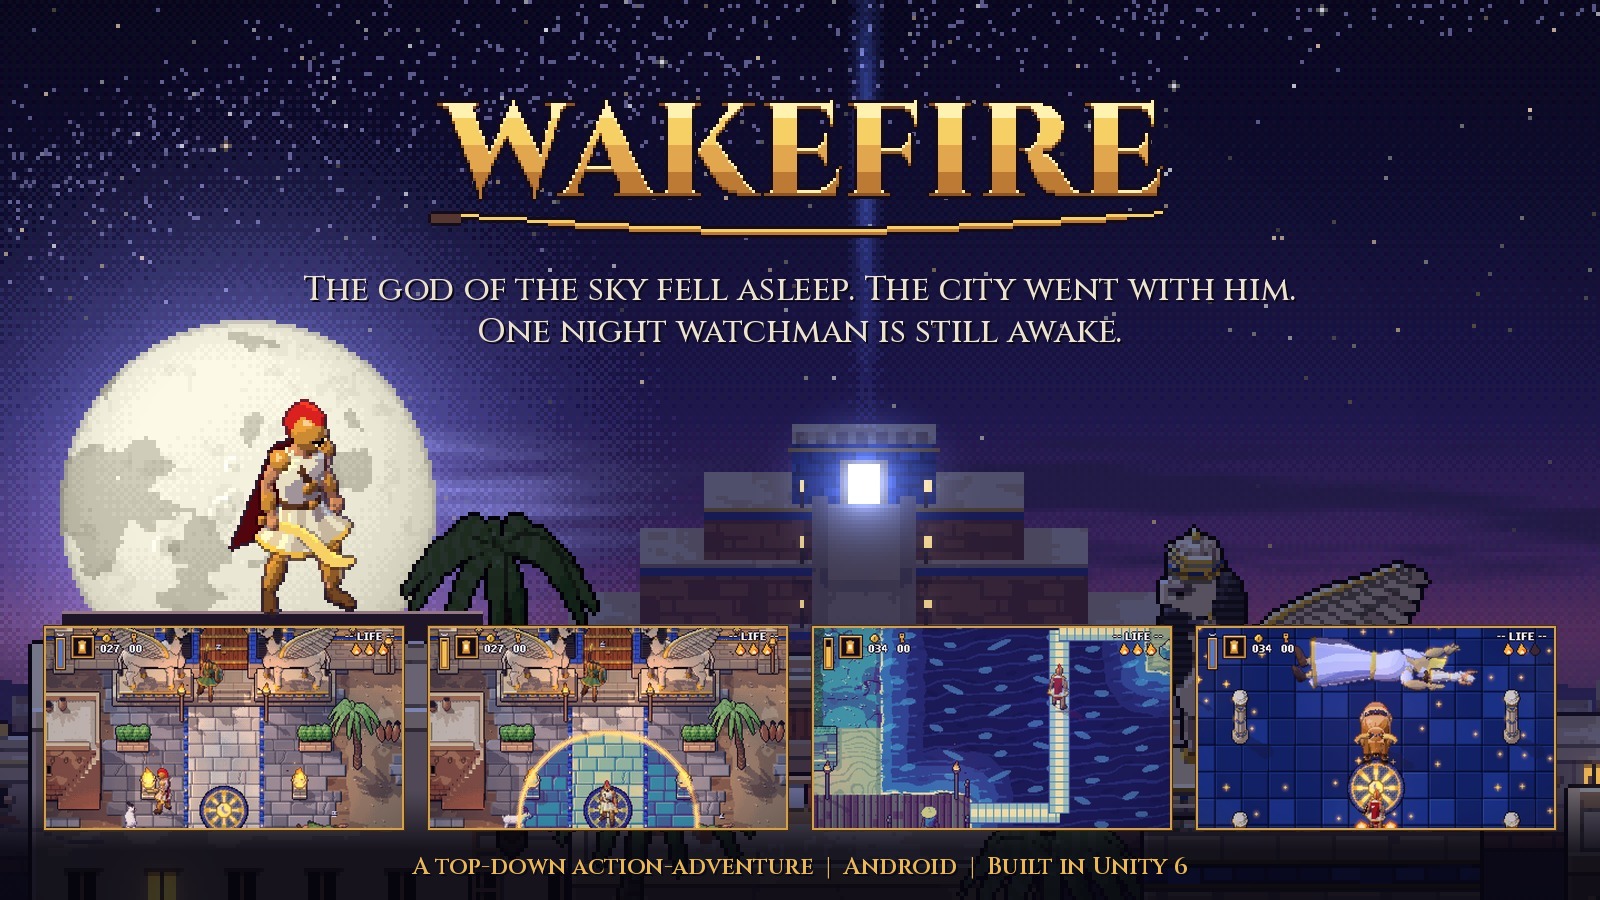 WAKEFIRE
THE GOD OF THE SKY FELL ASLEEP. THE CITY WENT WITH HIM.
ONE NIGHT WATCHMAN IS STILL AWAKE.
027 00
-- LIFE --
027 00
-- LIFE --
034 00
-- LIFE --
034 00
-- LIFE --
A TOP-DOWN ACTION-ADVENTURE | ANDROID | BUILT IN UNITY 6